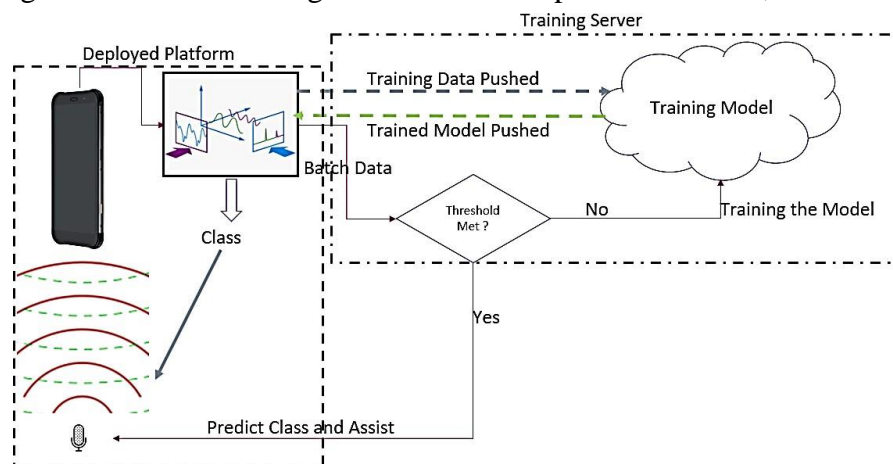 Training Server
Deployed Platform
Training Data Pushed
Training Model
Trained Model Pushed
Batch Data
Threshold
Met ?
No
Training the Model
Class
Yes
Predict Class and Assist